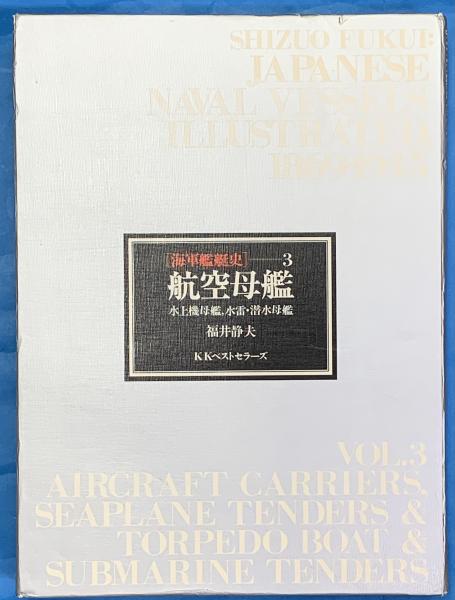 SHIZUO FUKUI:
JAPANESE
NAVAL VESSELS
ILLUSTRATED,
1869-1945
[海軍艦艇史]——3
航空母艦
水上機母艦,水雷・潜水母艦
福井静夫
KKベストセラーズ
VOL.3
AIRCRAFT CARRIERS,
SEAPLANE TENDERS &
TORPEDO BOAT &
SUBMARINE TENDERS